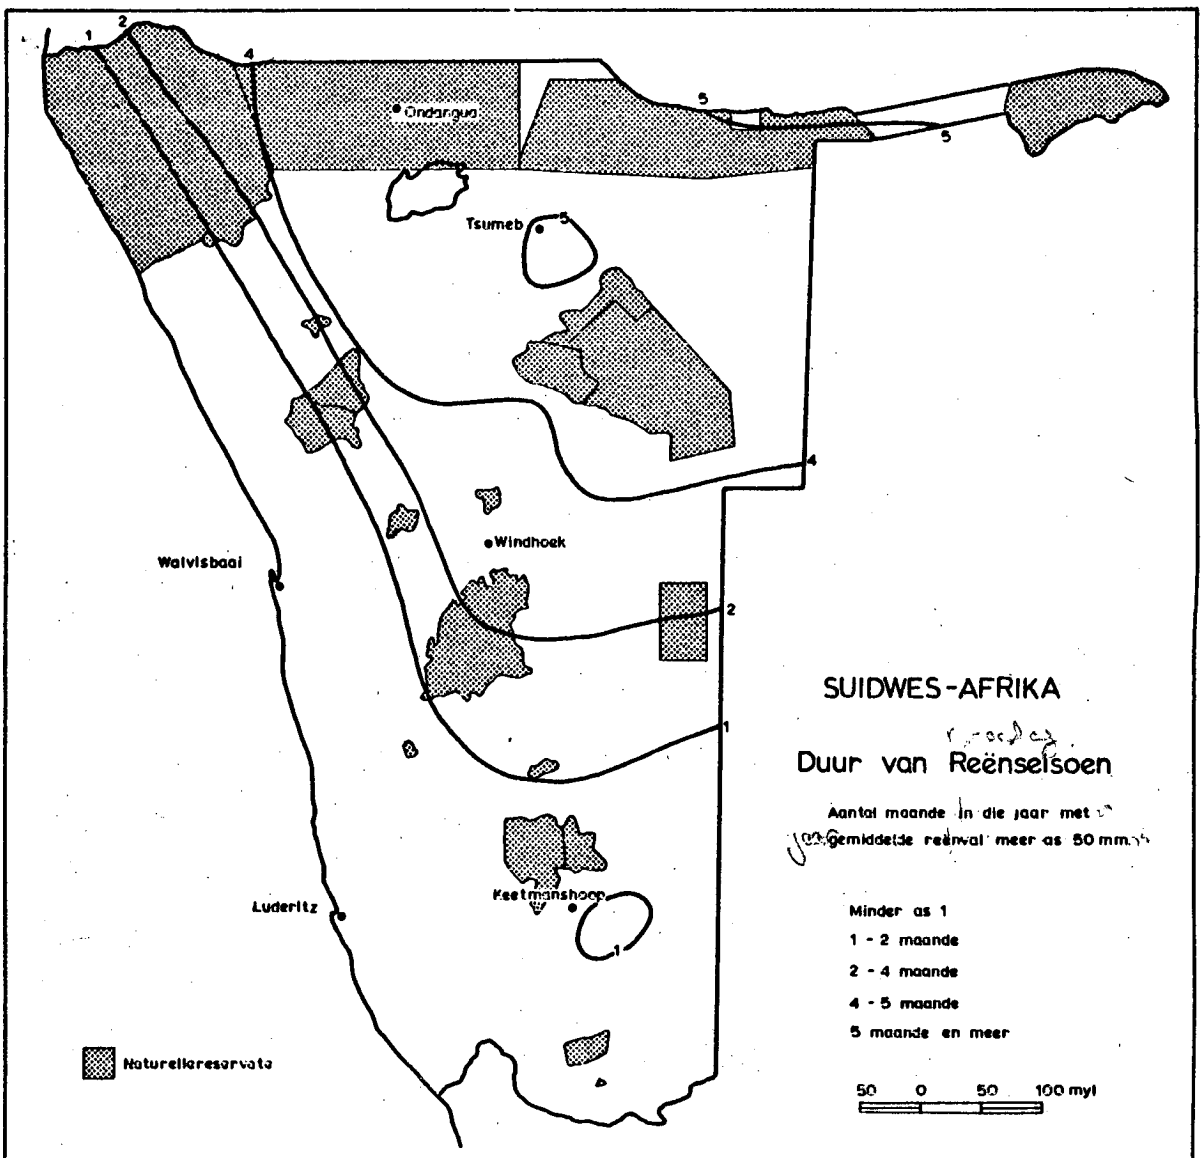 1
2
4
5
Ondangua
5
Tsumeb
5
4
Windhoek
Walvisbaai
2
SUIDWES-AFRIKA
1
Duur van Reënseisoen
Aantal maande in die jaar met
gemiddelde reënval meer as 50 mm.
Keetmanshoop
Luderitz
1
Minder as 1
1 - 2 maande
2 - 4 maande
4 - 5 maande
5 maande en meer
Naturellereservate
50 0 50 100 myl